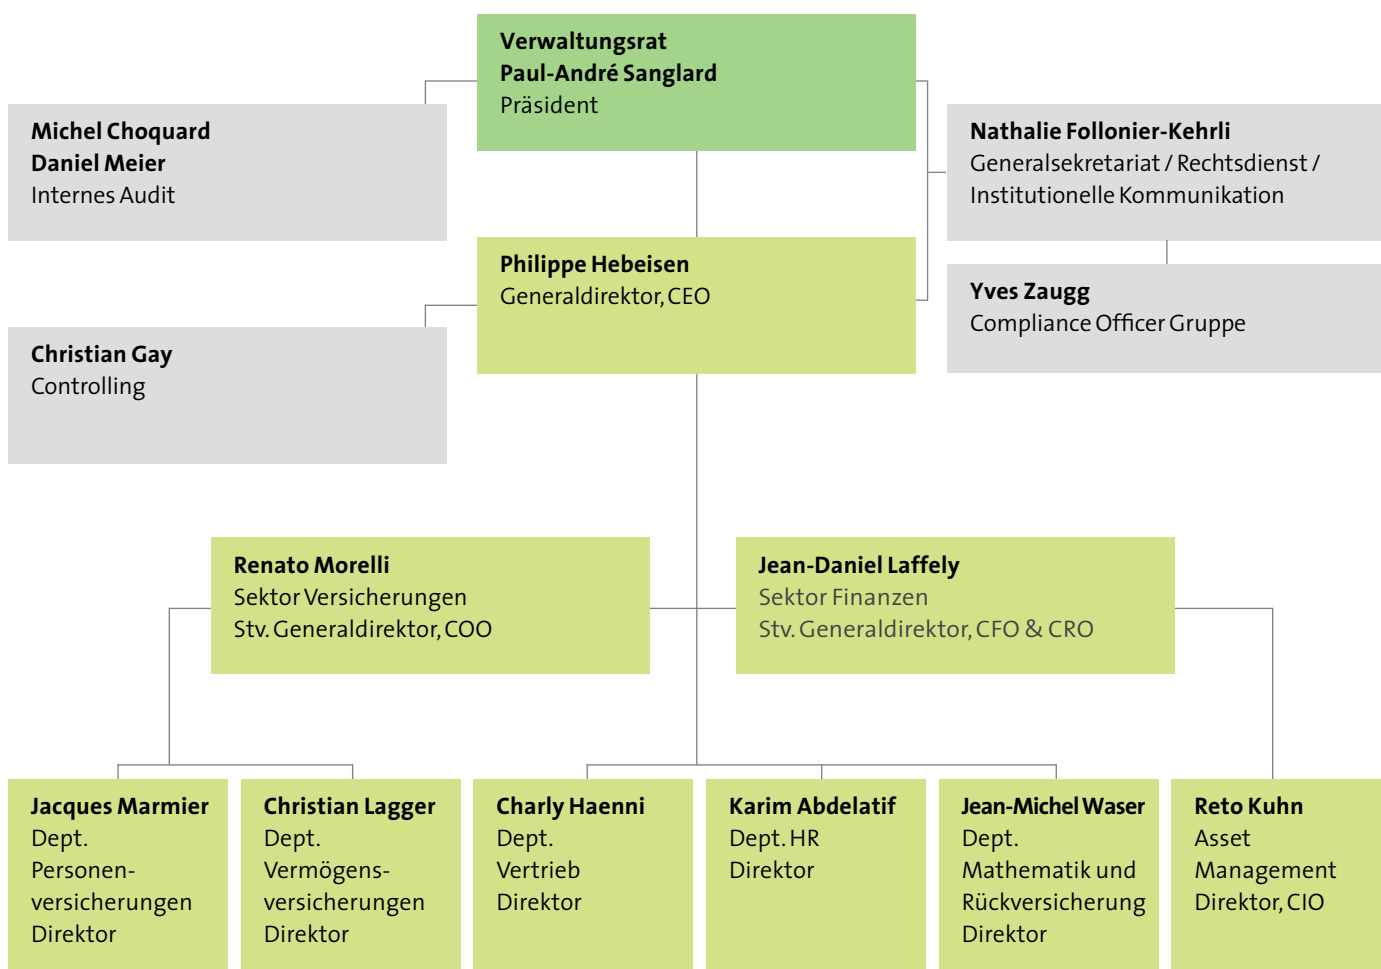 Verwaltungsrat
Paul-André Sanglard
Präsident
Michel Choquard
Daniel Meier
Internes Audit
Nathalie Follonier-Kehrli
Generalsekretariat / Rechtsdienst /
Institutionelle Kommunikation
Philippe Hebeisen
Generaldirektor, CEO
Yves Zaugg
Compliance Officer Gruppe
Christian Gay
Controlling
Renato Morelli
Sektor Versicherungen
Stv. Generaldirektor, COO
Jean-Daniel Laffely
Sektor Finanzen
Stv. Generaldirektor, CFO & CRO
Jacques Marmier
Dept.
Personen-
versicherungen
Direktor
Christian Lagger
Dept.
Vermögens-
versicherungen
Direktor
Charly Haenni
Dept.
Vertrieb
Direktor
Karim Abdelatif
Dept. HR
Direktor
Jean-Michel Waser
Dept.
Mathematik und
Rückversicherung
Direktor
Reto Kuhn
Asset
Management
Direktor, CIO